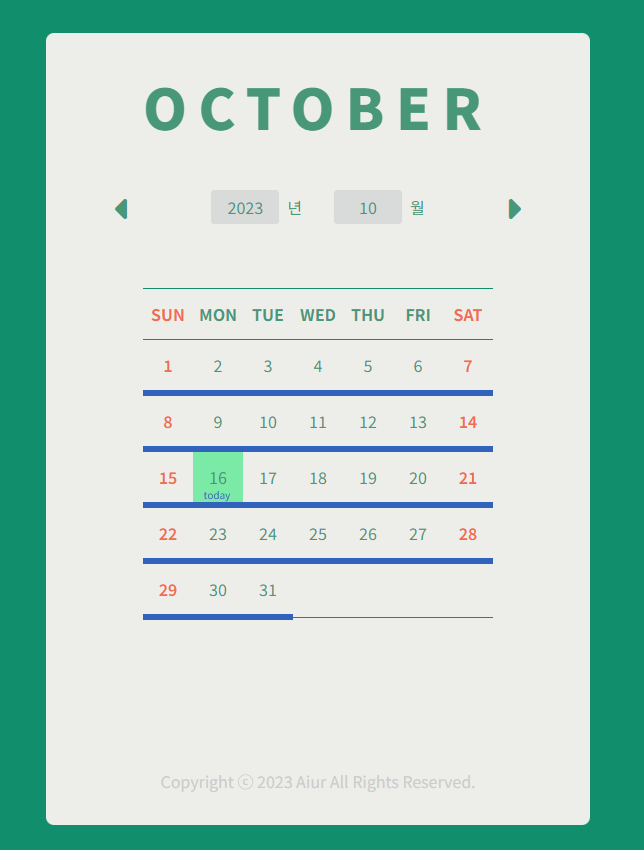 OCTOBER
2023 년 10 월
SUN MON TUE WED THU FRI SAT
1 2 3 4 5 6 7
8 9 10 11 12 13 14
15 16 17 18 19 20 21
today
22 23 24 25 26 27 28
29 30 31
Copyright ⓒ 2023 Aiur All Rights Reserved.